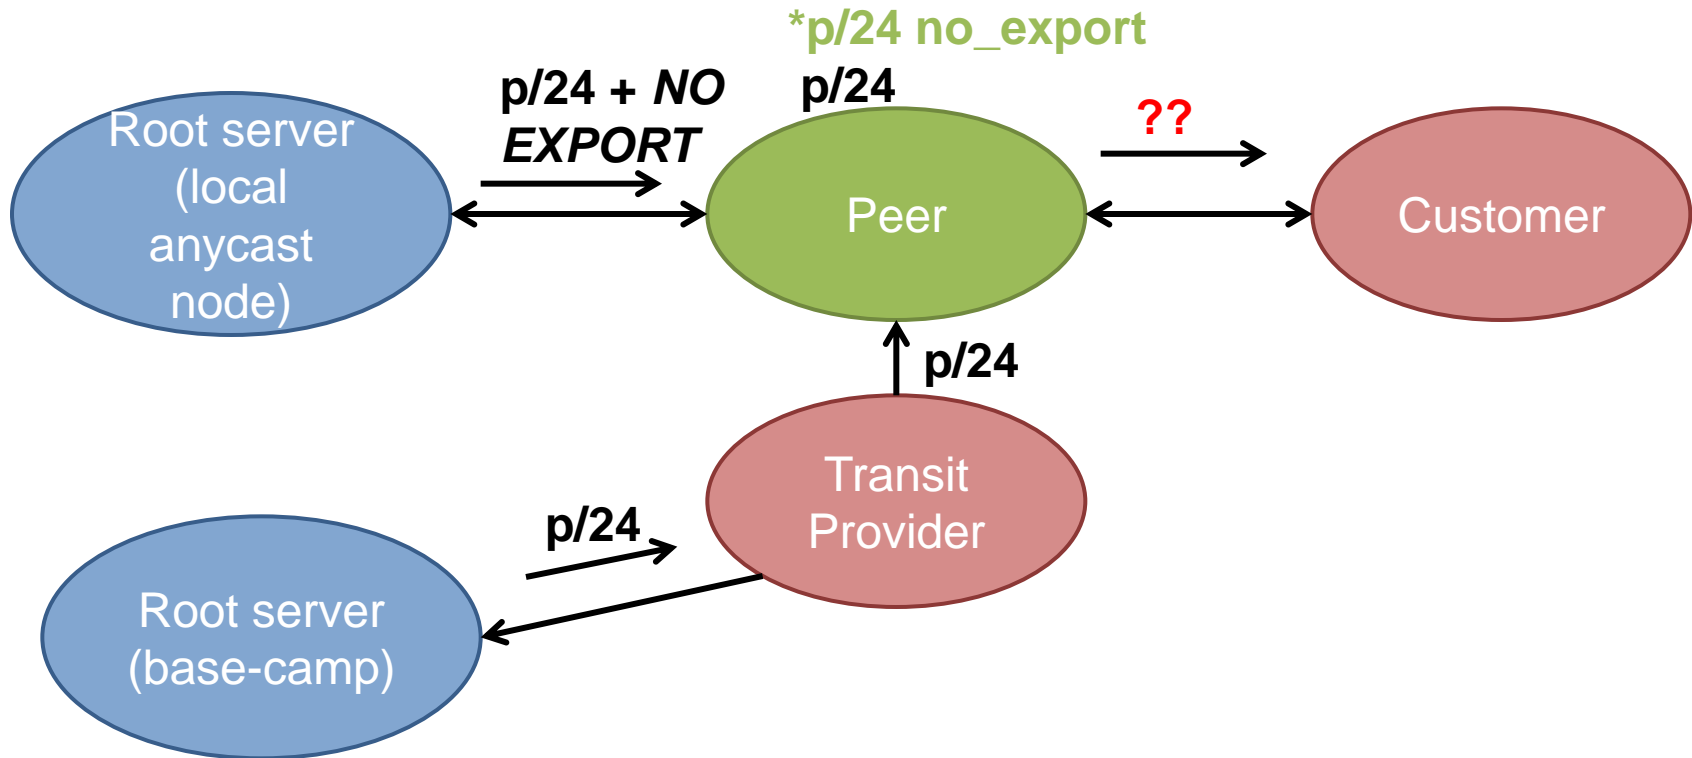 *p/24 no_export
p/24 + NO
EXPORT
p/24
??
Root server
(local
anycast
node)
Peer
Customer
p/24
Transit
Provider
p/24
Root server
(base-camp)